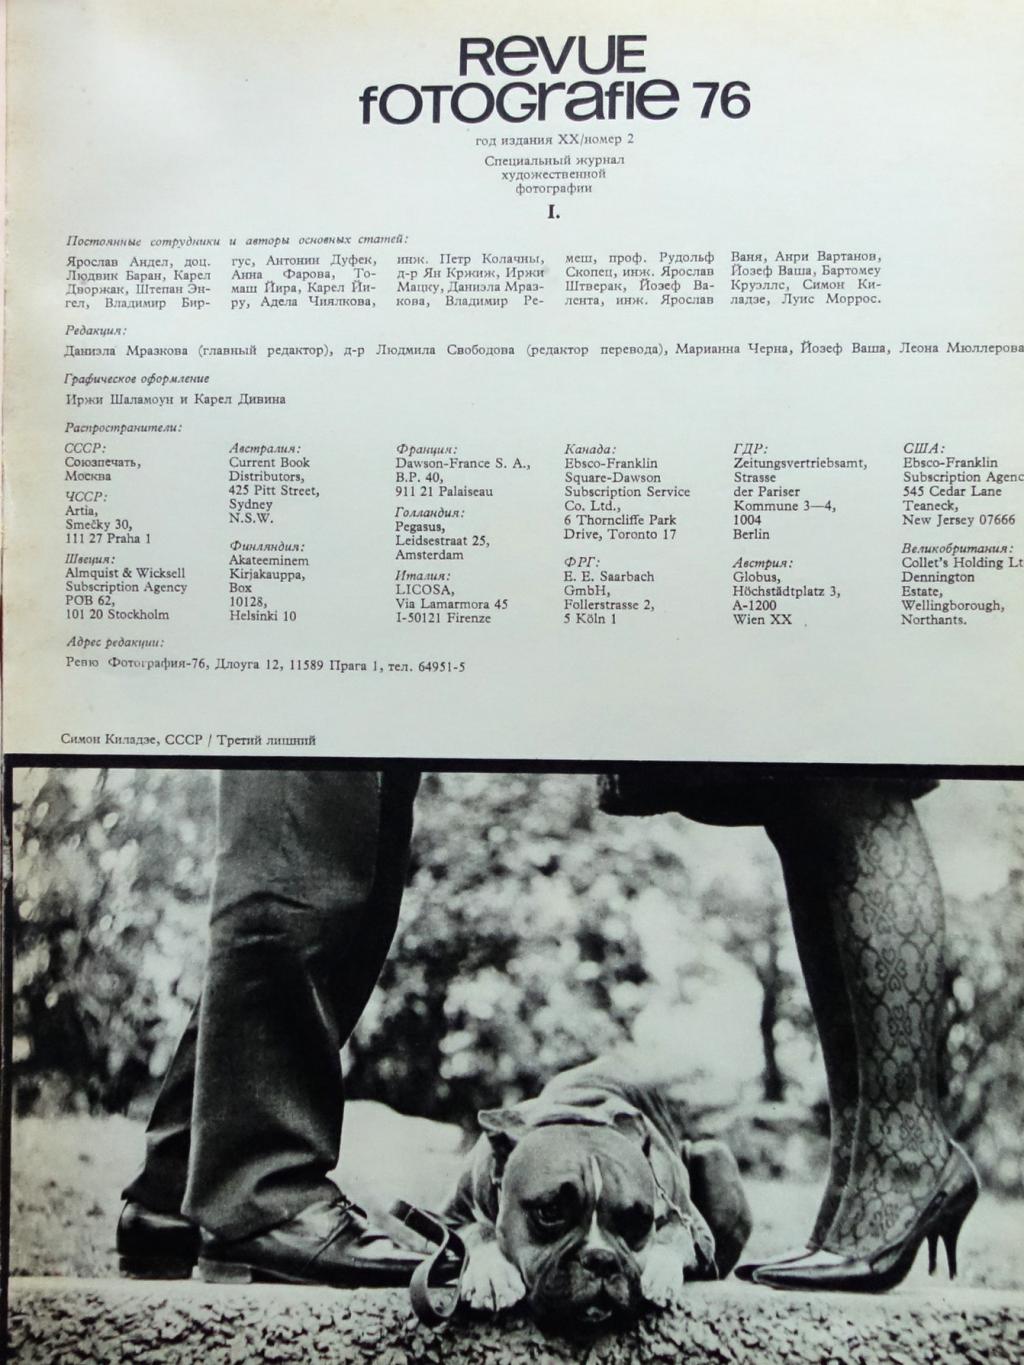 REVUE
fOTOGrafIe 76
год издания XX/номер 2
Специальный журнал
художественной
фотографии
I.
Постоянные сотрудники и авторы основных статей:
Ярослав Андел, доц.
Людвик Баран, Карел
Дворжак, Штепан Эн-
гел, Владимир Бир-
гус, Антонин Дуфек,
Анна Фарова, То-
маш Йира, Карел Йи-
ру, Адела Чиялкова,
инж. Петр Колачны,
д-р Ян Кржиж, Иржи
Мацку, Даниэла Мраз-
кова, Владимир Ре-
меш, проф. Рудольф
Скопец, инж. Ярослав
Штверак, Йозеф Ва-
лента, инж. Ярослав
Ваня, Анри Вартанов,
Йозеф Ваша, Бартомеу
Круэллс, Симон Ки-
ладзе, Луис Моррос.
Редакция:
Даниэла Мразкова (главный редактор), д-р Людмила Свободова (редактор перевода), Марианна Черна, Йозеф Ваша, Леона Мюллерова
Графическое оформление
Иржи Шаламоун и Карел Дивина
Распространители:
СССР:
Союзпечать,
Москва
ЧССР:
Artia,
Smečky 30,
111 27 Praha 1
Швеция:
Almquist & Wicksell
Subscription Agency
POB 62,
101 20 Stockholm
Австралия:
Current Book
Distributors,
425 Pitt Street,
Sydney
N.S.W.
Финляндия:
Akateeminem
Kirjakauppa,
Box
10128,
Helsinki 10
Франция:
Dawson-France S. A.,
B.P. 40,
911 21 Palaiseau
Голландия:
Pegasus,
Leidsestraat 25,
Amsterdam
Италия:
LICOSA,
Via Lamarmora 45
I-50121 Firenze
Канада:
Ebsco-Franklin
Square-Dawson
Subscription Service
Co. Ltd.,
6 Thorncliffe Park
Drive, Toronto 17
ФРГ:
E. E. Saarbach
GmbH,
Follerstrasse 2,
5 Köln 1
ГДР:
Zeitungsvertriebsamt,
Strasse
der Pariser
Kommune 3—4,
1004
Berlin
Австрия:
Globus,
Höchstädtplatz 3,
A-1200
Wien XX
США:
Ebsco-Franklin
Subscription Agenc
545 Cedar Lane
Teaneck,
New Jersey 07666
Великобритания:
Collet's Holding Lt
Dennington
Estate,
Wellingborough,
Northants.
Адрес редакции:
Ревю Фотография-76, Длоуга 12, 11589 Прага 1, тел. 64951-5
Симон Киладзе, СССР / Третий лишний